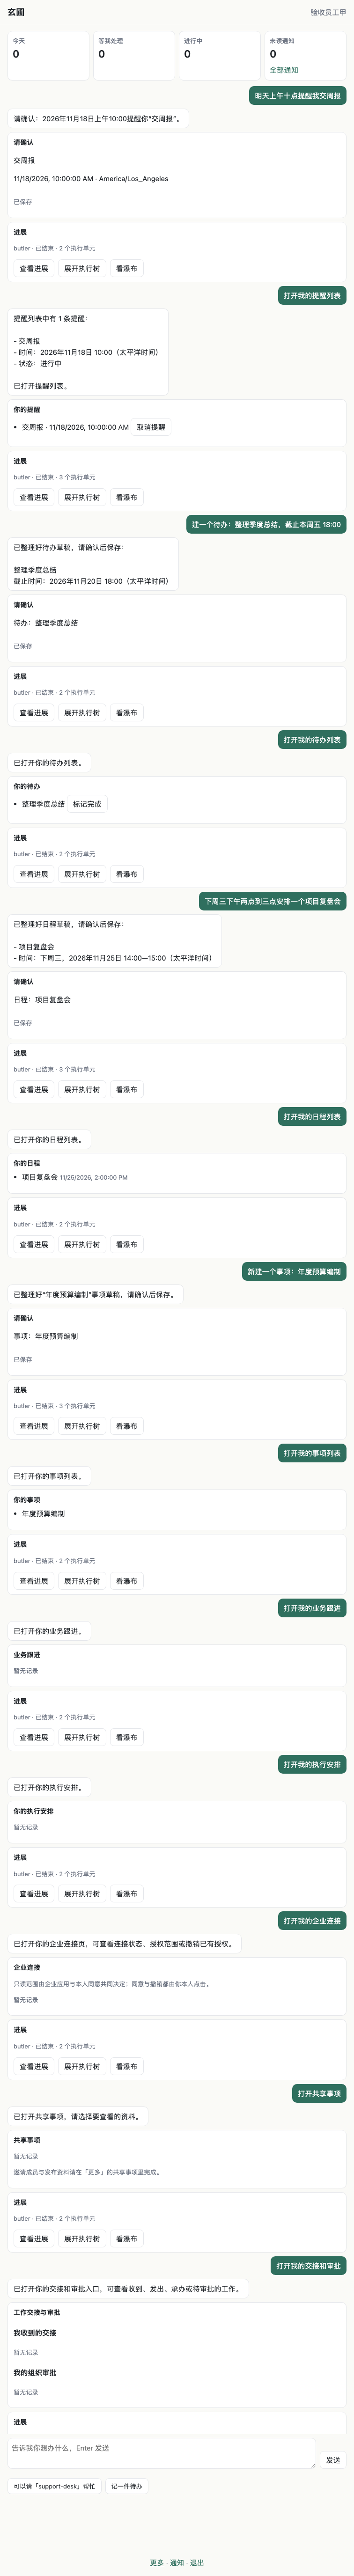 玄圃
验收员工甲
今天
0
等我处理
0
进行中
0
未读通知
0
全部通知
明天上午十点提醒我交周报
请确认：2026年11月18日上午10:00提醒你“交周报”。
请确认
交周报
11/18/2026, 10:00:00 AM · America/Los_Angeles
已保存
进展
butler · 已结束 · 2 个执行单元
查看进展
展开执行树
看瀑布
打开我的提醒列表
提醒列表中有 1 条提醒：
- 交周报
- 时间：2026年11月18日 10:00（太平洋时间）
- 状态：进行中
已打开提醒列表。
你的提醒
• 交周报 · 11/18/2026, 10:00:00 AM 取消提醒
进展
butler · 已结束 · 3 个执行单元
查看进展
展开执行树
看瀑布
建一个待办：整理季度总结，截止本周五 18:00
已整理好待办草稿，请确认后保存：
整理季度总结
截止时间：2026年11月20日 18:00（太平洋时间）
请确认
待办：整理季度总结
已保存
进展
butler · 已结束 · 2 个执行单元
查看进展
展开执行树
看瀑布
打开我的待办列表
已打开你的待办列表。
你的待办
• 整理季度总结 标记完成
进展
butler · 已结束 · 2 个执行单元
查看进展
展开执行树
看瀑布
下周三下午两点到三点安排一个项目复盘会
已整理好日程草稿，请确认后保存：
- 项目复盘会
- 时间：下周三，2026年11月25日 14:00—15:00（太平洋时间）
请确认
日程：项目复盘会
已保存
进展
butler · 已结束 · 3 个执行单元
查看进展
展开执行树
看瀑布
打开我的日程列表
已打开你的日程列表。
你的日程
• 项目复盘会 11/25/2026, 2:00:00 PM
进展
butler · 已结束 · 2 个执行单元
查看进展
展开执行树
看瀑布
新建一个事项：年度预算编制
已整理好“年度预算编制”事项草稿，请确认后保存。
请确认
事项：年度预算编制
已保存
进展
butler · 已结束 · 3 个执行单元
查看进展
展开执行树
看瀑布
打开我的事项列表
已打开你的事项列表。
你的事项
• 年度预算编制
进展
butler · 已结束 · 2 个执行单元
查看进展
展开执行树
看瀑布
打开我的业务跟进
已打开你的业务跟进。
业务跟进
暂无记录
进展
butler · 已结束 · 2 个执行单元
查看进展
展开执行树
看瀑布
打开我的执行安排
已打开你的执行安排。
你的执行安排
暂无记录
进展
butler · 已结束 · 2 个执行单元
查看进展
展开执行树
看瀑布
打开我的企业连接
已打开你的企业连接页，可查看连接状态、授权范围或撤销已有授权。
企业连接
只读范围由企业应用与本人同意共同决定；同意与撤销都由你本人点击。
暂无记录
进展
butler · 已结束 · 2 个执行单元
查看进展
展开执行树
看瀑布
打开共享事项
已打开共享事项，请选择要查看的资料。
共享事项
暂无记录
邀请成员与发布资料请在「更多」的共享事项里完成。
进展
butler · 已结束 · 2 个执行单元
查看进展
展开执行树
看瀑布
打开我的交接和审批
已打开你的交接和审批入口，可查看收到、发出、承办或待审批的工作。
工作交接与审批
我收到的交接
暂无记录
我的组织审批
暂无记录
进展
告诉我你想办什么，Enter 发送
发送
可以请「support-desk」帮忙
记一件待办
更多 · 通知 · 退出